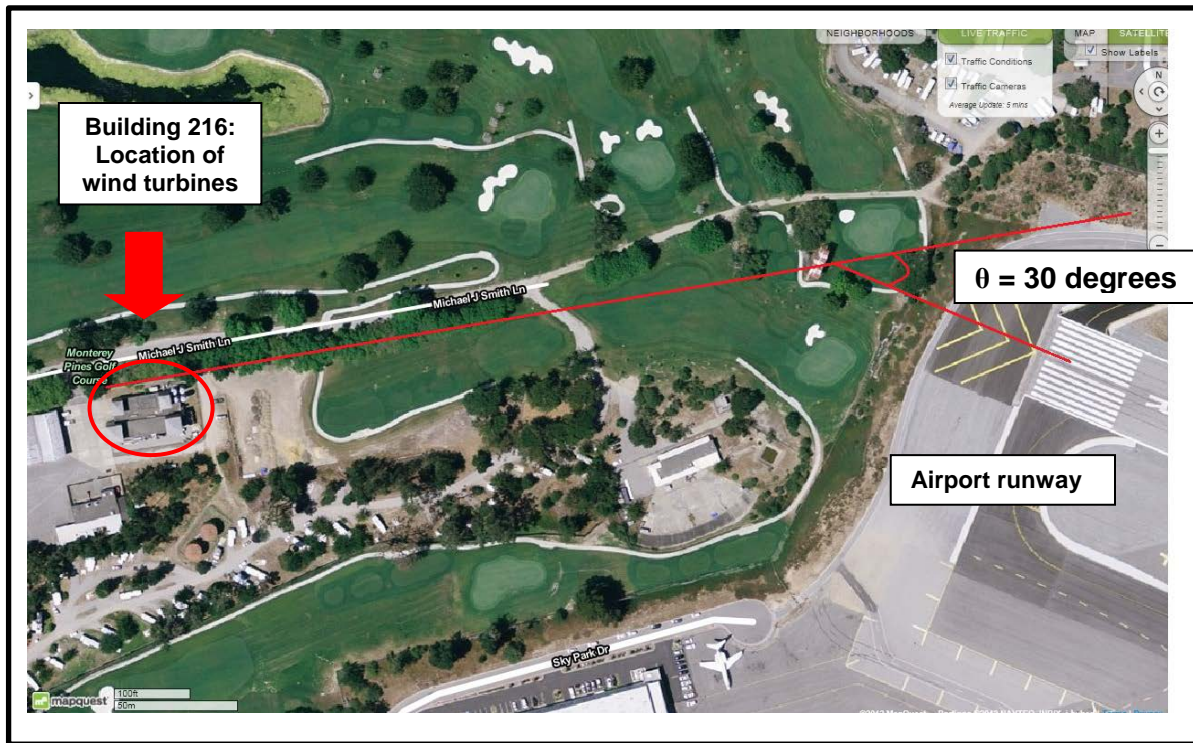 NEIGHBORHOODS
LIVE TRAFFIC
MAP
SATELLITE
Show Labels
Traffic Conditions
Traffic Cameras
Average Update: 5 mins
N
Building 216:
Location of
wind turbines
θ = 30 degrees
Michael J Smith Ln
Michael J Smith Ln
Monterey
Pines Golf
Course
Airport runway
Sky Park Dr
mapquest
100ft
50m